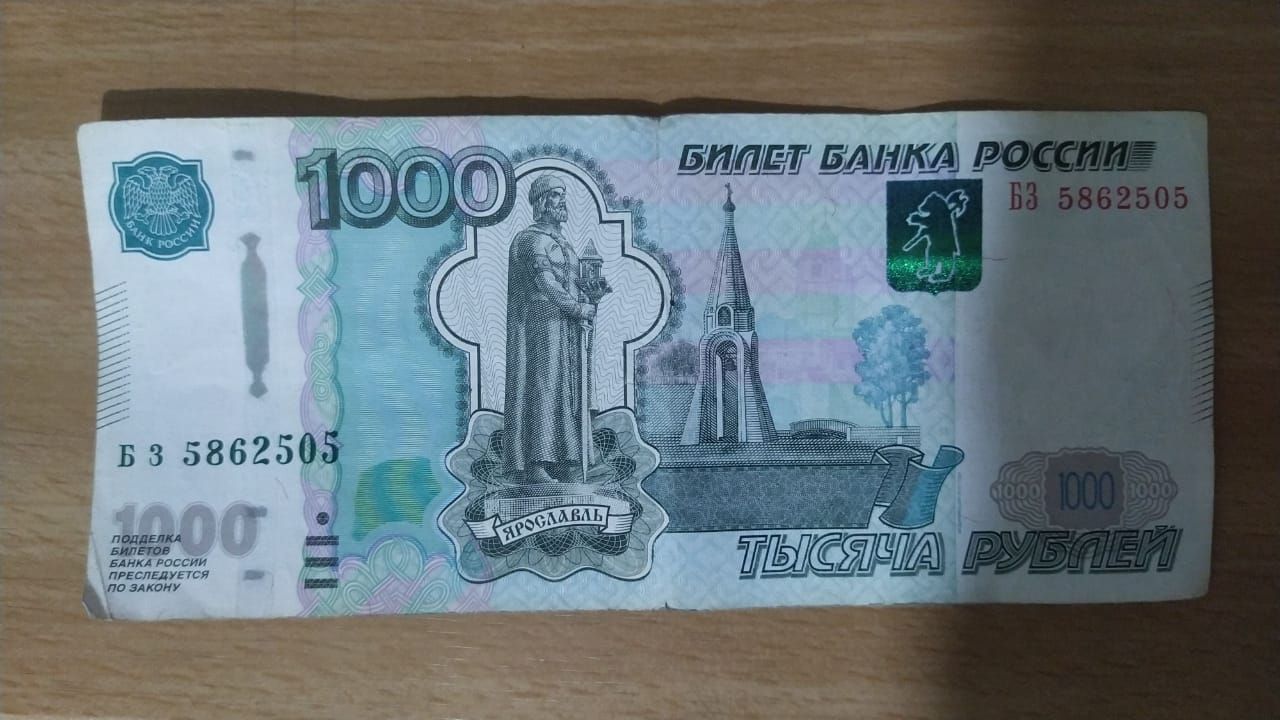 БИЛЕТ БАНКА РОССИИ
1000
БАНК РОССИИ
БЗ 5862505
БЗ 5862505
1000
ПОДДЕЛКА
БИЛЕТОВ
БАНКА РОССИИ
ПРЕСЛЕДУЕТСЯ
ПО ЗАКОНУ
ЯРОСЛАВЛЬ
1000 1000 1000
ТЫСЯЧА РУБЛЕЙ